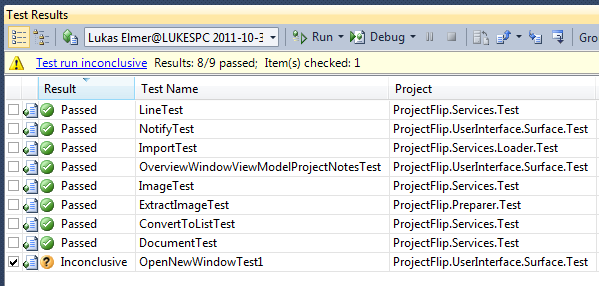 Test Results
Lukas Elmer@LUKESPC 2011-10-3 Run Debug Gro
Test run inconclusive Results: 8/9 passed; Item(s) checked: 1
Result Test Name Project
Passed LineTest ProjectFlip.Services.Test
Passed NotifyTest ProjectFlip.UserInterface.Surface.Test
Passed ImportTest ProjectFlip.Services.Loader.Test
Passed OverviewWindowViewModelProjectNotesTest ProjectFlip.UserInterface.Surface.Test
Passed ImageTest ProjectFlip.Services.Test
Passed ExtractImageTest ProjectFlip.Preparer.Test
Passed ConvertToListTest ProjectFlip.Services.Test
Passed DocumentTest ProjectFlip.Services.Test
Inconclusive OpenNewWindowTest1 ProjectFlip.UserInterface.Surface.Test